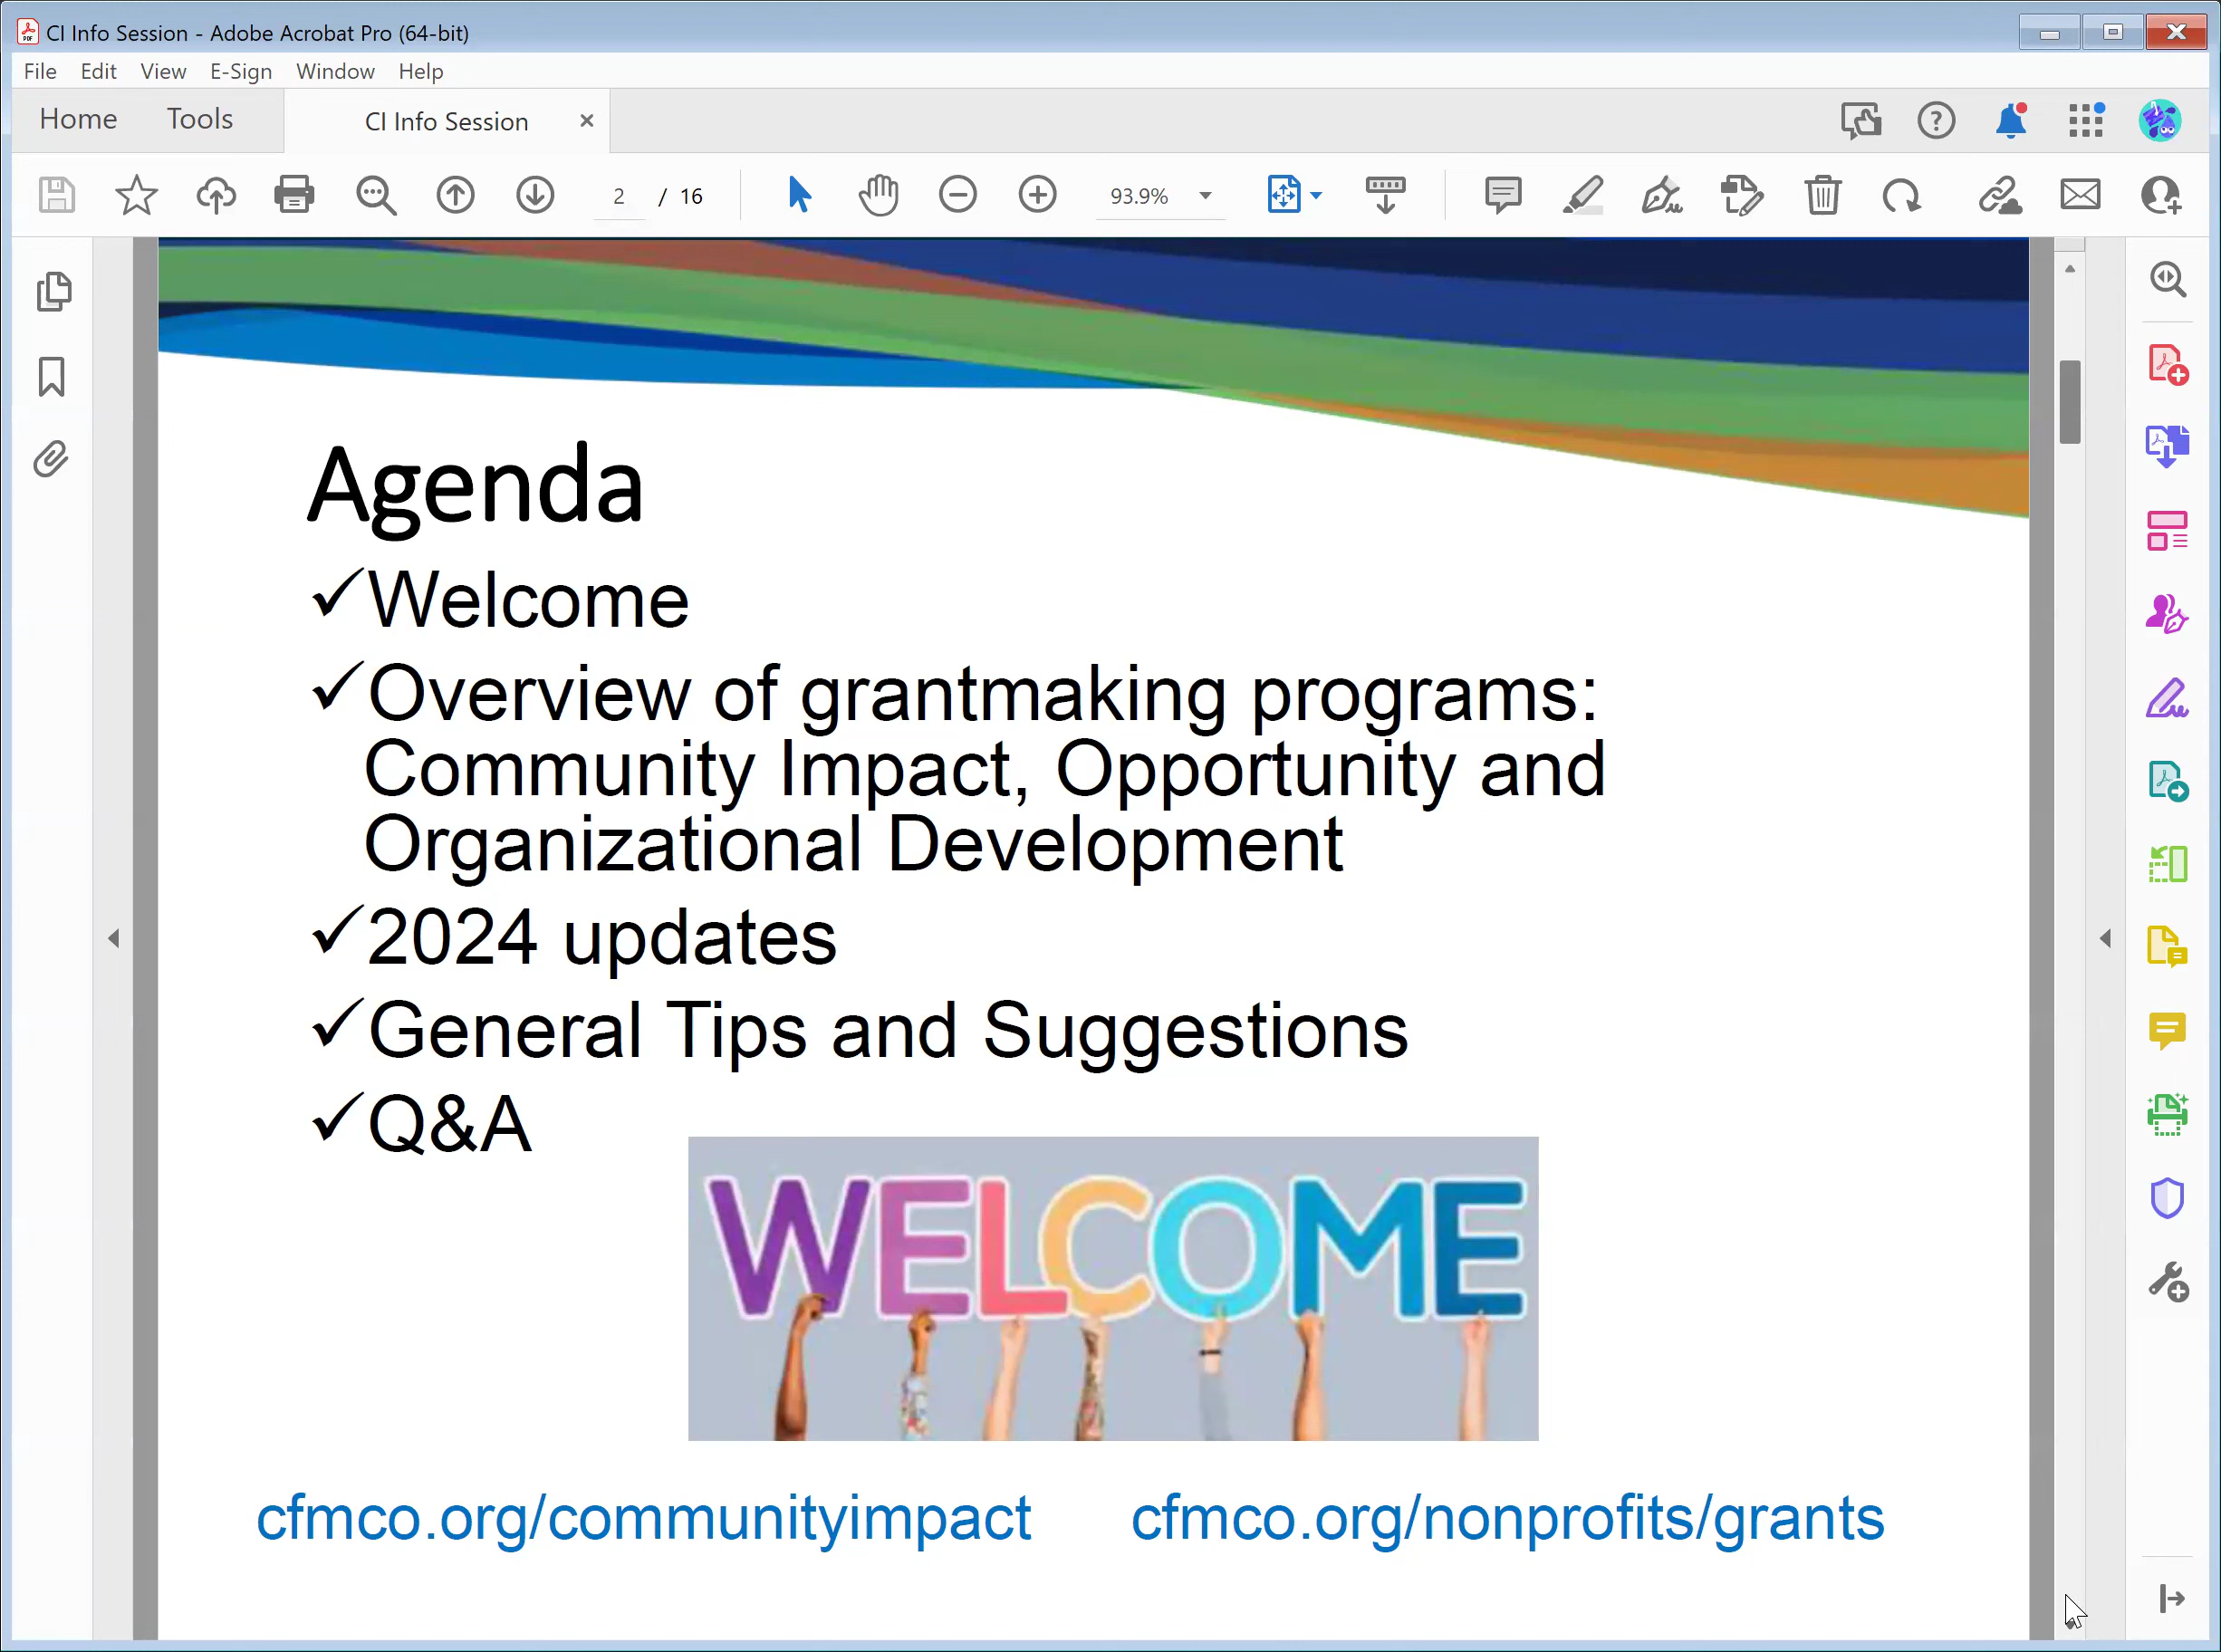 CI Info Session - Adobe Acrobat Pro (64-bit)
File Edit View E-Sign Window Help
Home Tools CI Info Session
2 / 16 93.9%
Agenda
✓Welcome
✓Overview of grantmaking programs:
Community Impact, Opportunity and
Organizational Development
✓2024 updates
✓General Tips and Suggestions
✓Q&A
WELCOME
cfmco.org/communityimpact cfmco.org/nonprofits/grants